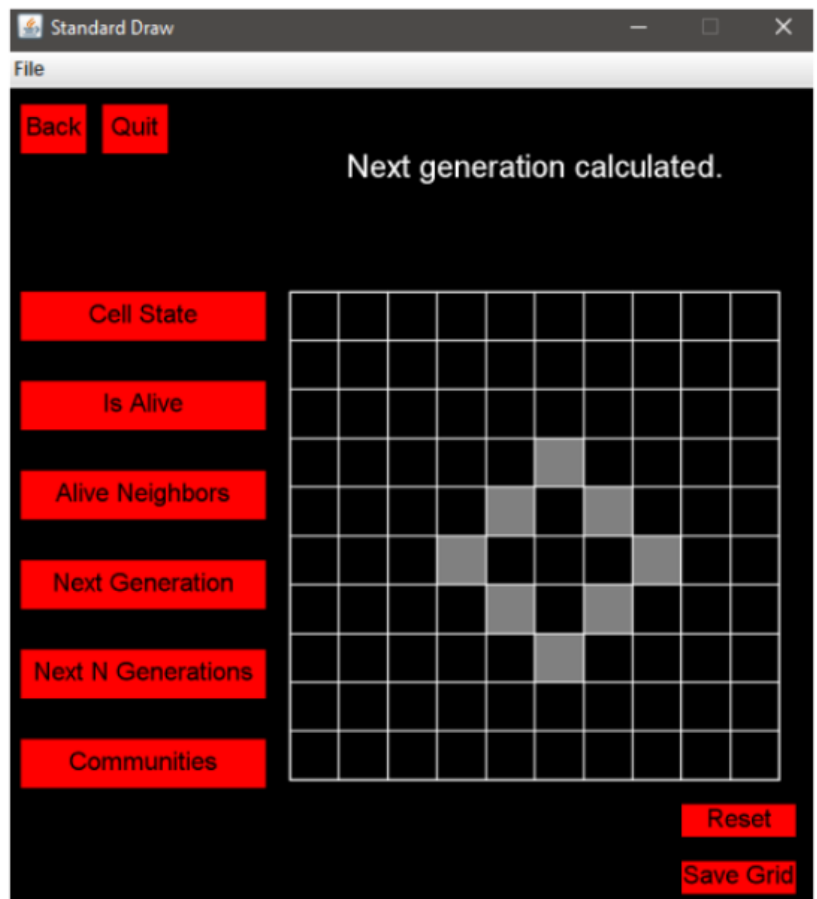 Standard Draw
File
Back Quit
Next generation calculated.
Cell State
Is Alive
Alive Neighbors
Next Generation
Next N Generations
Communities
Reset
Save Grid